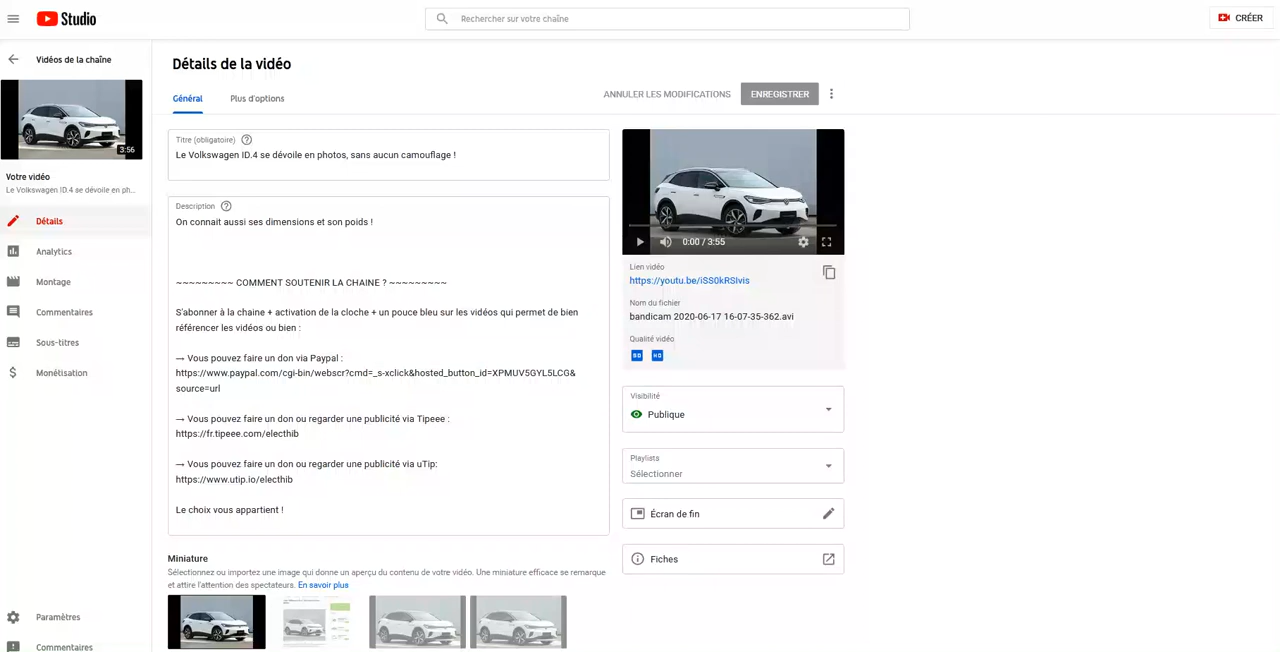 Studio
Rechercher sur votre chaîne
CRÉER
Vidéos de la chaîne
3:56
Votre vidéo
Le Volkswagen ID.4 se dévoile en ph...
Détails
Analytics
Montage
Commentaires
Sous-titres
Monétisation
Paramètres
Commentaires
Détails de la vidéo
Général
Plus d'options
ANNULER LES MODIFICATIONS
ENREGISTRER
Titre (obligatoire)
Le Volkswagen ID.4 se dévoile en photos, sans aucun camouflage !
Description
On connait aussi ses dimensions et son poids !
~~~~~~~~~ COMMENT SOUTENIR LA CHAINE ? ~~~~~~~~~
S'abonner à la chaine + activation de la cloche + un pouce bleu sur les vidéos qui permet de bien
référencer les vidéos ou bien :
→ Vous pouvez faire un don via Paypal :
https://www.paypal.com/cgi-bin/webscr?cmd=_s-xclick&hosted_button_id=XPMUV5GYL5LCG&
source=url
→ Vous pouvez faire un don ou regarder une publicité via Tipeee :
https://fr.tipeee.com/electhib
→ Vous pouvez faire un don ou regarder une publicité via uTip:
https://www.utip.io/electhib
Le choix vous appartient !
Miniature
Sélectionnez ou importez une image qui donne un aperçu du contenu de votre vidéo. Une miniature efficace se remarque
et attire l'attention des spectateurs. En savoir plus
0:00 / 3:55
Lien vidéo
https://youtu.be/iSS0kRSIvis
Nom du fichier
bandicam 2020-06-17 16-07-35-362.avi
Qualité vidéo
SD HD
Visibilité
Publique
Playlists
Sélectionner
Écran de fin
Fiches